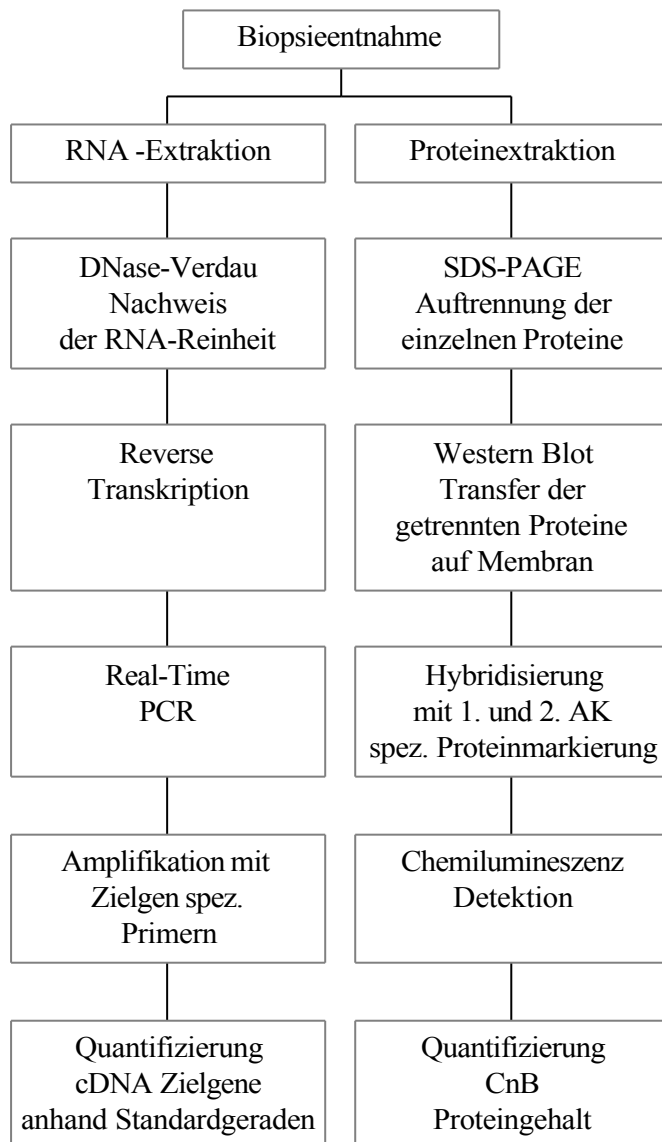 Biopsieentnahme
RNA -Extraktion
DNase-Verdau
Nachweis
der RNA-Reinheit
Reverse
Transkription
Real-Time
PCR
Amplifikation mit
Zielgen spez.
Primern
Quantifizierung
cDNA Zielgene
anhand Standardgeraden
Proteinextraktion
SDS-PAGE
Auftrennung der
einzelnen Proteine
Western Blot
Transfer der
getrennten Proteine
auf Membran
Hybridisierung
mit 1. und 2. AK
spez. Proteinmarkierung
Chemilumineszenz
Detektion
Quantifizierung
CnB
Proteingehalt